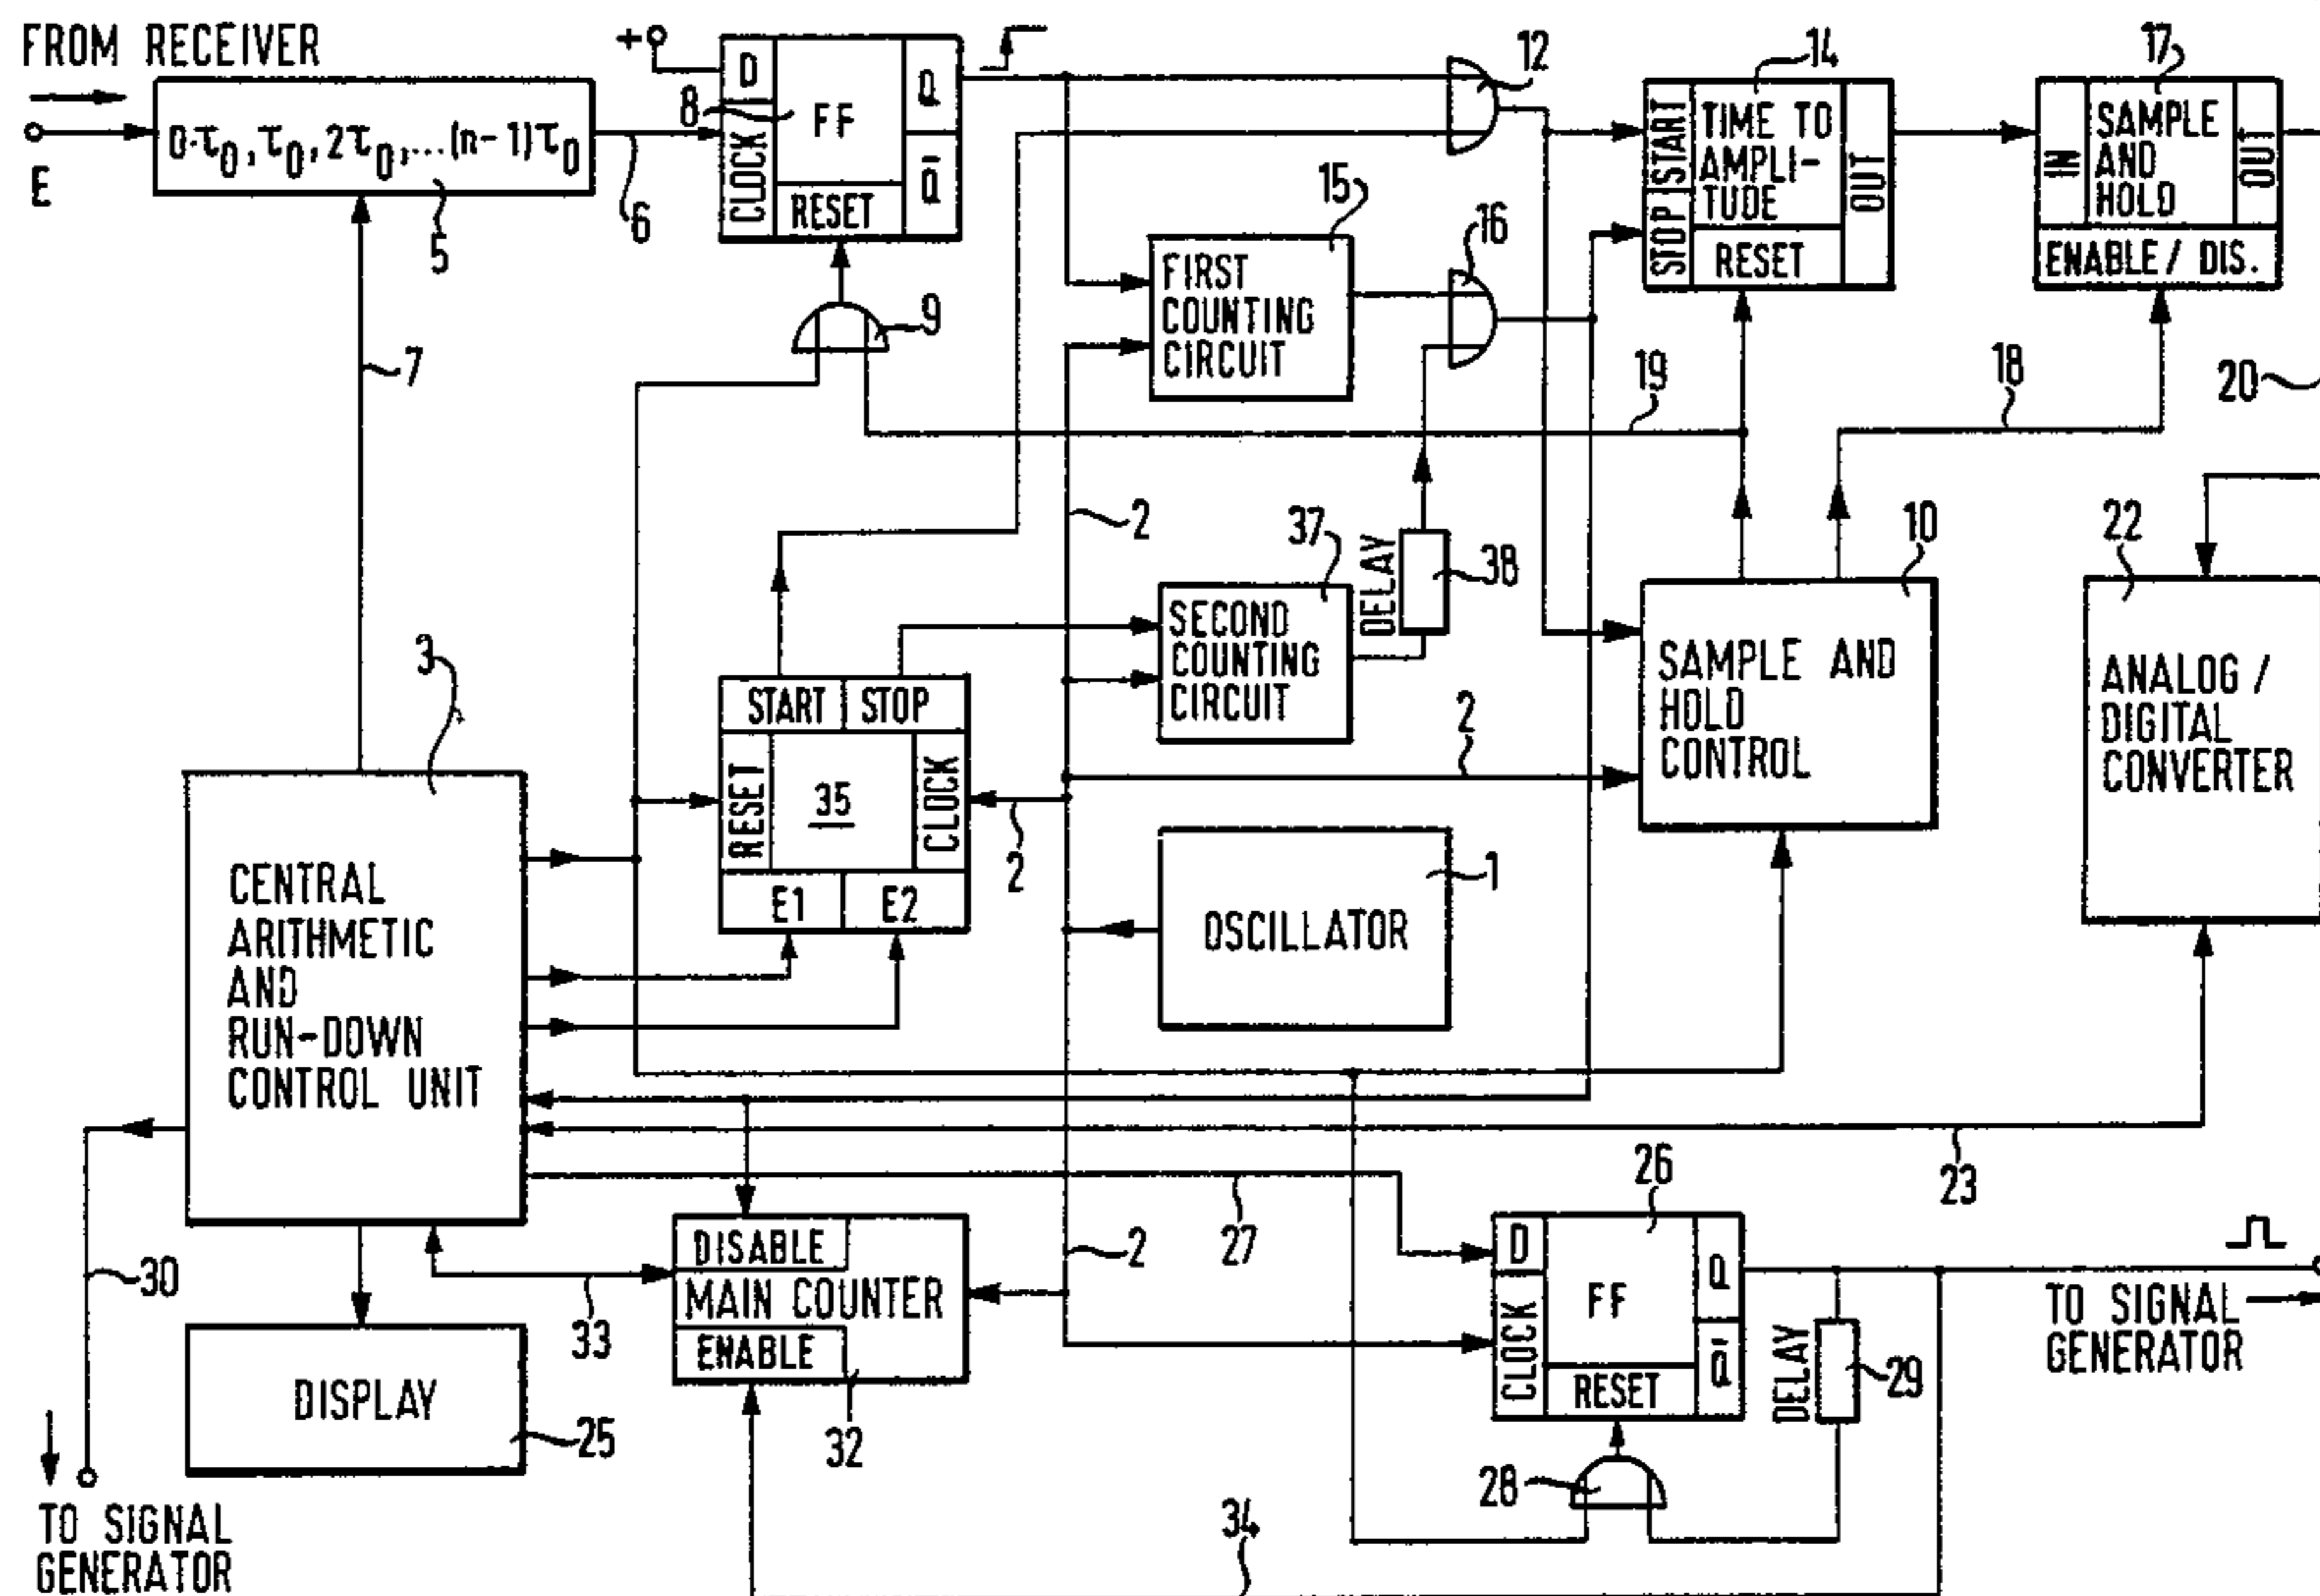 FROM RECEIVER
E
0·τ0, τ0, 2τ0, ...(n-1)τ0
5
6
7
+
D
CLOCK
8
FF
RESET
Q
Q̄
9
12
14
START
STOP
TIME TO
AMPLI-
TUDE
RESET
OUT
17
IN
SAMPLE
AND
HOLD
OUT
ENABLE / DIS.
15
FIRST
COUNTING
CIRCUIT
16
19
18
20
2
37
SECOND
COUNTING
CIRCUIT
DELAY
38
10
SAMPLE AND
HOLD
CONTROL
22
ANALOG /
DIGITAL
CONVERTER
3
CENTRAL
ARITHMETIC
AND
RUN-DOWN
CONTROL UNIT
START
STOP
RESET
35
CLOCK
E1
E2
2
2
1
OSCILLATOR
23
27
2
30
33
DISPLAY
25
DISABLE
MAIN COUNTER
ENABLE
32
26
D
CLOCK
FF
RESET
Q
Q̄
DELAY
29
28
34
TO SIGNAL
GENERATOR
TO SIGNAL
GENERATOR